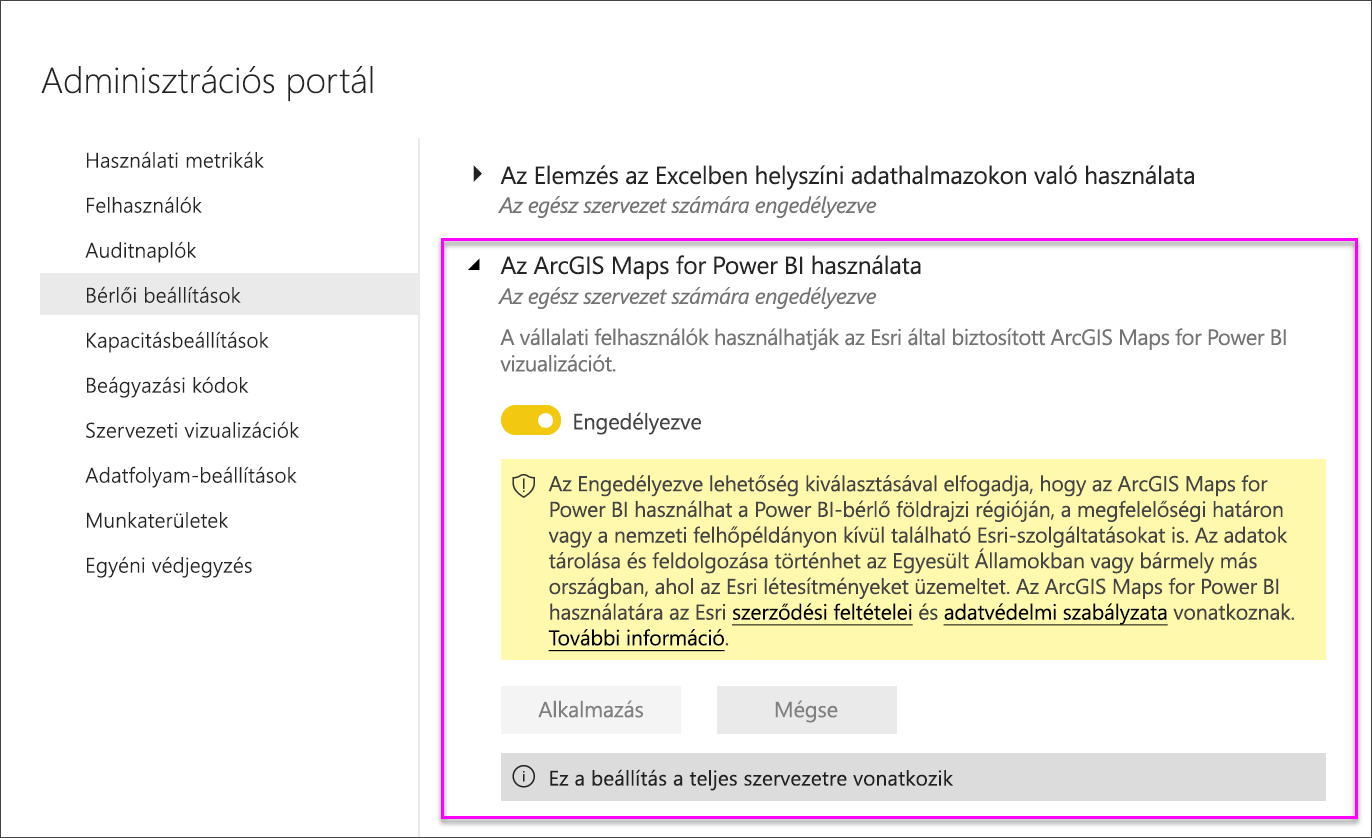 Adminisztrációs portál
Használati metrikák
Felhasználók
Auditnaplók
Bérlői beállítások
Kapacitásbeállítások
Beágyazási kódok
Szervezeti vizualizációk
Adatfolyam-beállítások
Munkaterületek
Egyéni védjegyzés
Az Elemzés az Excelben helyszíni adathalmazokon való használata
Az egész szervezet számára engedélyezve
Az ArcGIS Maps for Power BI használata
Az egész szervezet számára engedélyezve
A vállalati felhasználók használhatják az Esri által biztosított ArcGIS Maps for Power BI
vizualizációt.
Engedélyezve
Az Engedélyezve lehetőség kiválasztásával elfogadja, hogy az ArcGIS Maps for
Power BI használhat a Power BI-bérlő földrajzi régióján, a megfelelőségi határon
vagy a nemzeti felhőpéldányon kívül található Esri-szolgáltatásokat is. Az adatok
tárolása és feldolgozása történhet az Egyesült Államokban vagy bármely más
országban, ahol az Esri létesítményeket üzemeltet. Az ArcGIS Maps for Power BI
használatára az Esri szerződési feltételei és adatvédelmi szabályzata vonatkoznak.
További információ.
Alkalmazás
Mégse
Ez a beállítás a teljes szervezetre vonatkozik